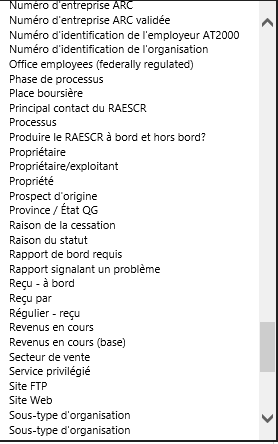 Numéro d'entreprise ARC
Numéro d'entreprise ARC validée
Numéro d'identification de l'employeur AT2000
Numéro d'identification de l'organisation
Office employees (federally regulated)
Phase de processus
Place boursière
Principal contact du RAESCR
Processus
Produire le RAESCR à bord et hors bord?
Propriétaire
Propriétaire/exploitant
Propriété
Prospect d'origine
Province / État QG
Raison de la cessation
Raison du statut
Rapport de bord requis
Rapport signalant un problème
Reçu - à bord
Reçu par
Régulier - reçu
Revenus en cours
Revenus en cours (base)
Secteur de vente
Service privilégié
Site FTP
Site Web
Sous-type d'organisation
Sous-type d'organisation